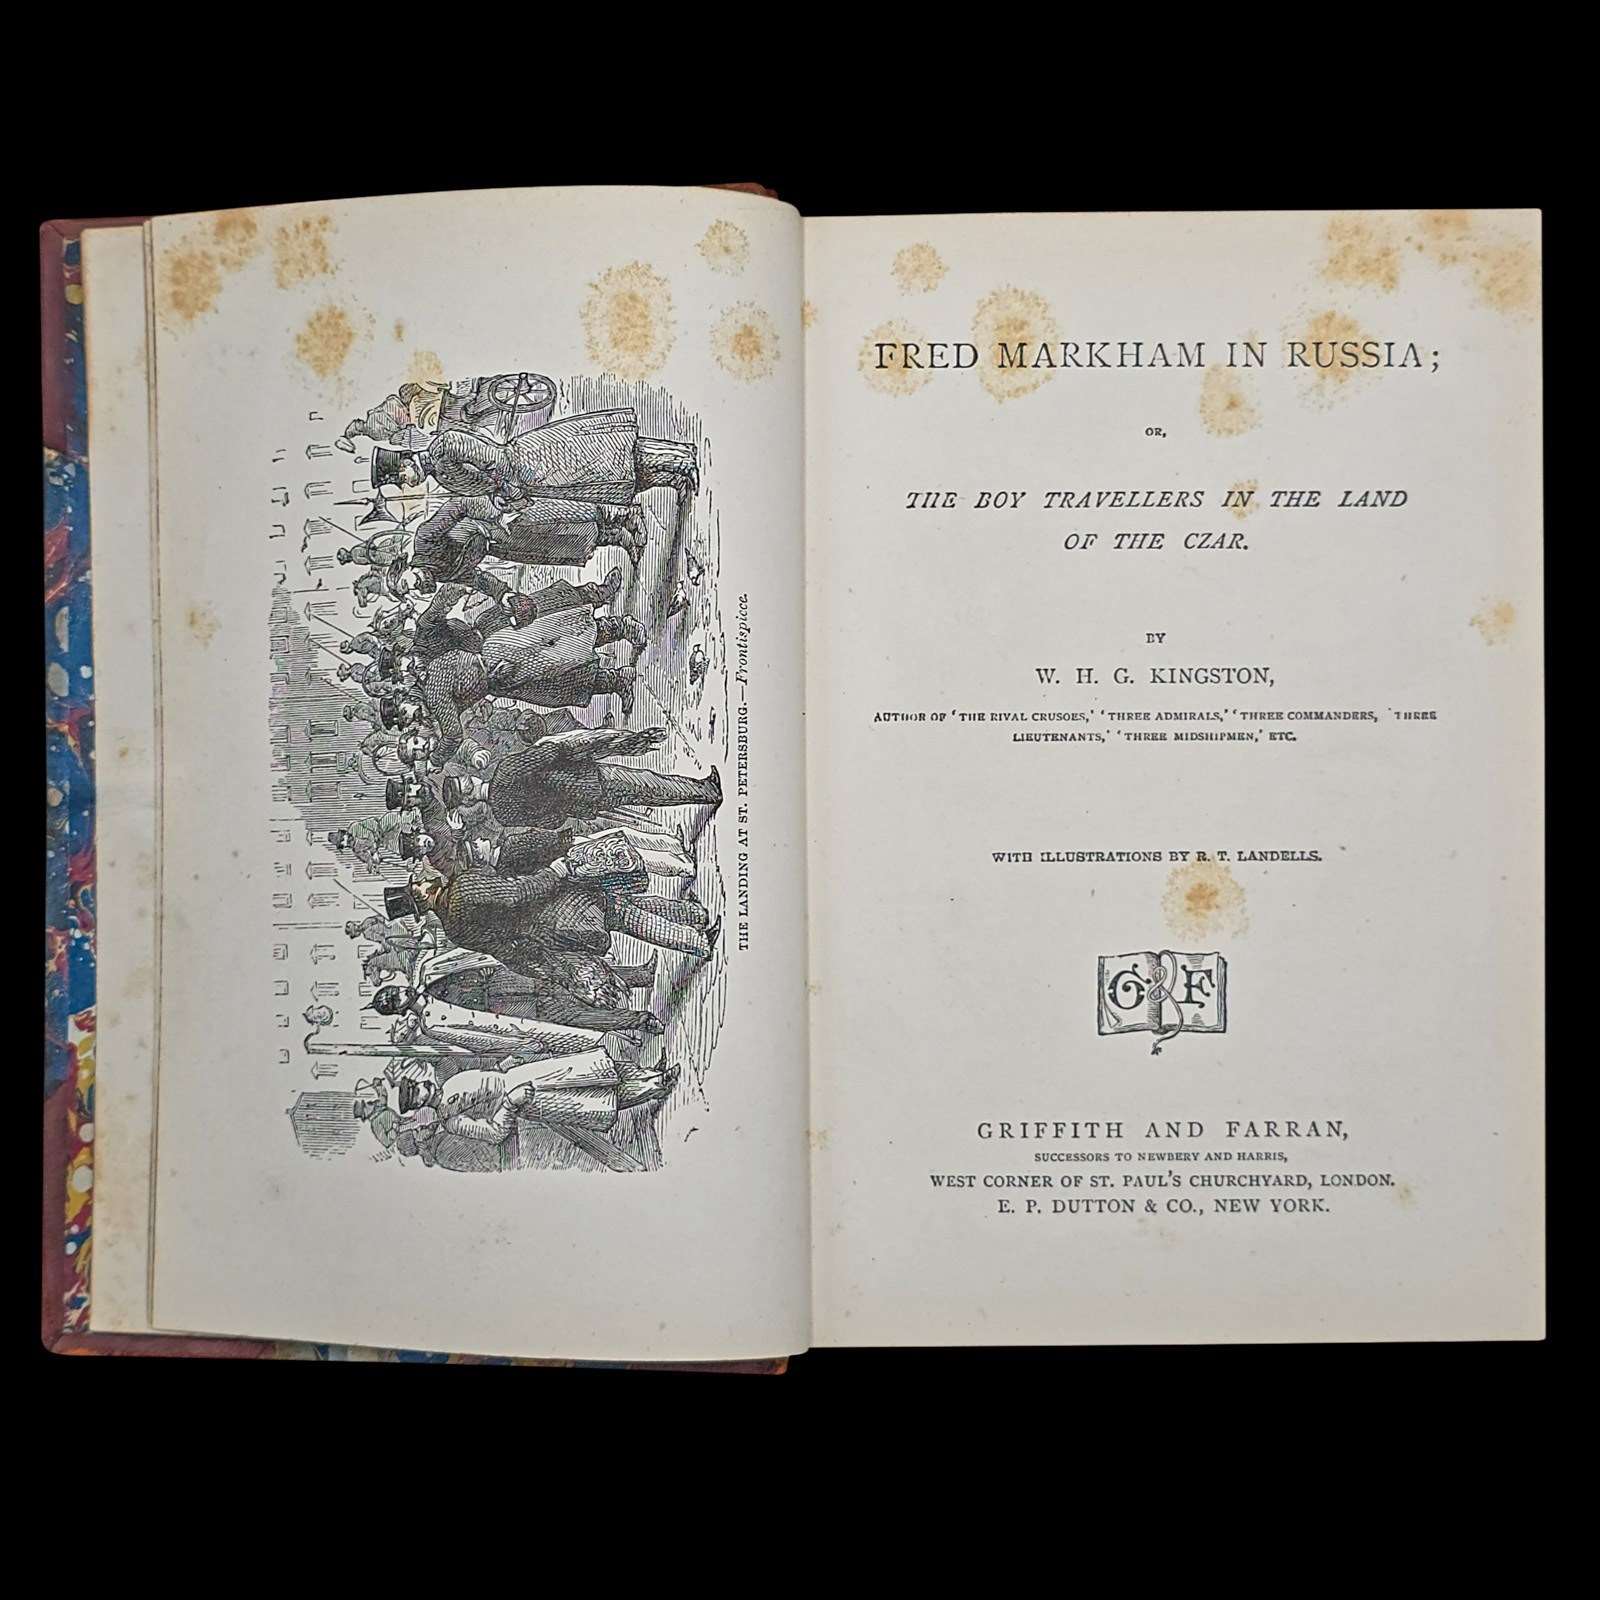 THE LANDING AT ST. PETERSBURG.—Frontispiece.
FRED MARKHAM IN RUSSIA;
OR,
THE BOY TRAVELLERS IN THE LAND
OF THE CZAR.
BY
W. H. G. KINGSTON,
AUTHOR OF 'THE RIVAL CRUSOES,' 'THREE ADMIRALS,' 'THREE COMMANDERS, 'THREE
LIEUTENANTS,' 'THREE MIDSHIPMEN,' ETC.
WITH ILLUSTRATIONS BY R. T. LANDELLS.
G & F
GRIFFITH AND FARRAN,
SUCCESSORS TO NEWBERY AND HARRIS,
WEST CORNER OF ST. PAUL'S CHURCHYARD, LONDON.
E. P. DUTTON & CO., NEW YORK.